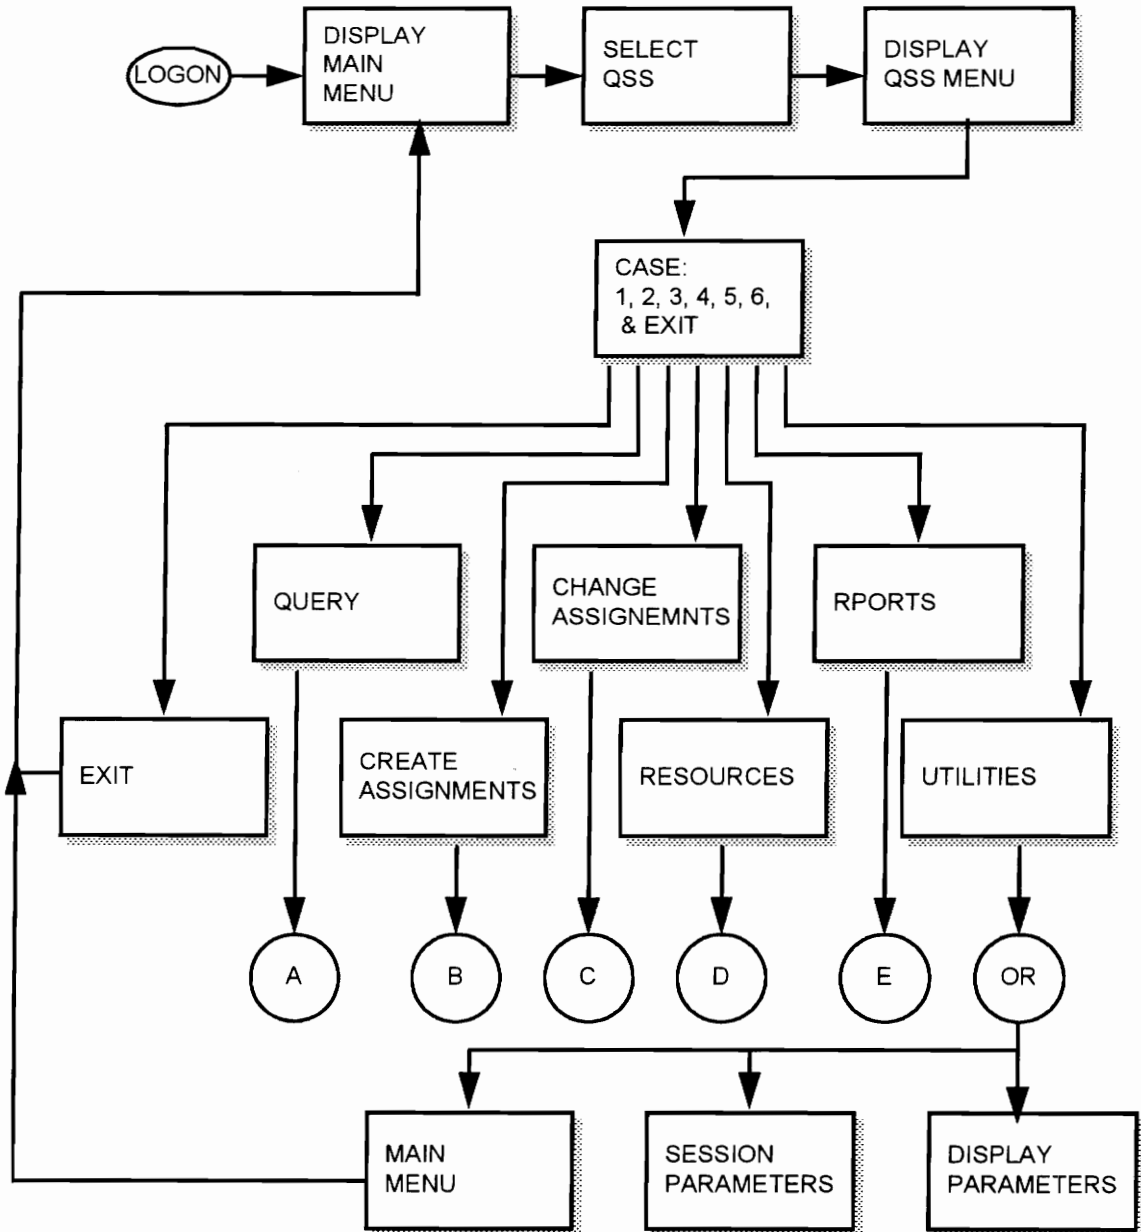 LOGON
DISPLAY
MAIN
MENU
SELECT
QSS
DISPLAY
QSS MENU
CASE:
1, 2, 3, 4, 5, 6,
& EXIT
QUERY
CHANGE
ASSIGNEMNTS
RPORTS
EXIT
CREATE
ASSIGNMENTS
RESOURCES
UTILITIES
A
B
C
D
E
OR
MAIN
MENU
SESSION
PARAMETERS
DISPLAY
PARAMETERS